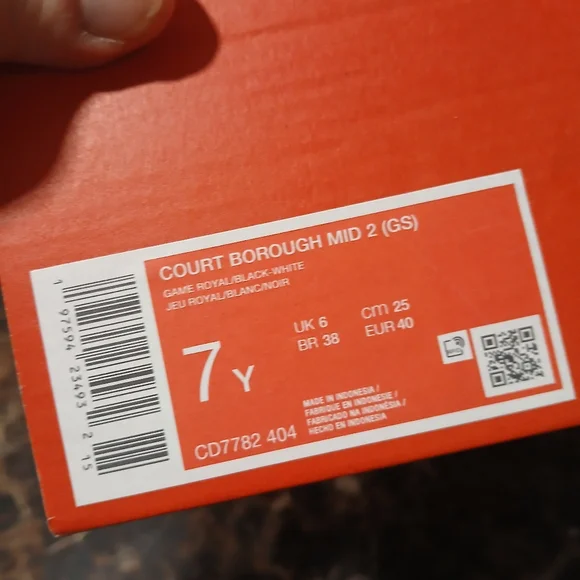 COURT BOROUGH MID 2 (GS)
GAME ROYAL/BLACK-WHITE
JEU ROYAL/BLANC/NOIR
7 Y
UK 6
CM 25
BR 38
EUR 40
MADE IN INDONESIA /
FABRIQUE EN INDONESIE /
FABRICADO NA INDONÉSIA /
HECHO EN INDONESIA
CD7782 404
1 97594 23493 2 15